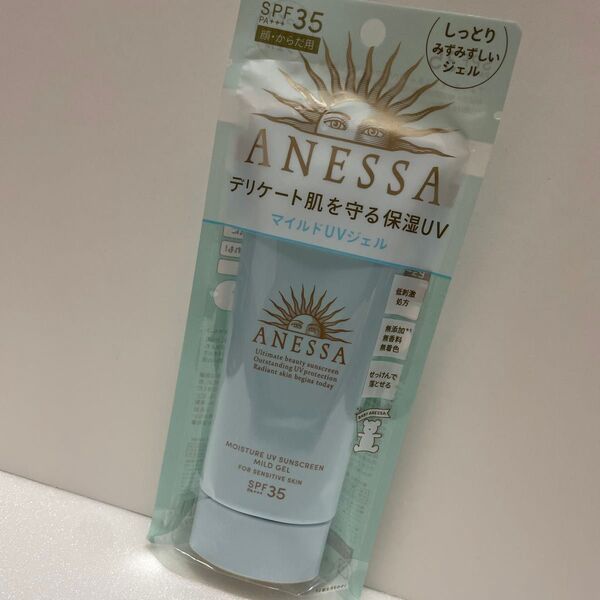 SPF35
PA+++
顔・からだ用
しっとり
みずみずしい
ジェル
ANESSA
デリケート肌を守る保湿UV
マイルドUVジェル
低刺激
処方
無添加*¹
無香料
無着色
せっけんで
落とせる
BABY ANESSA
ANESSA
Ultimate beauty sunscreen
Outstanding UV protection
Radiant skin begins today
MOISTURE UV SUNSCREEN
MILD GEL
FOR SENSITIVE SKIN
SPF35
PA+++